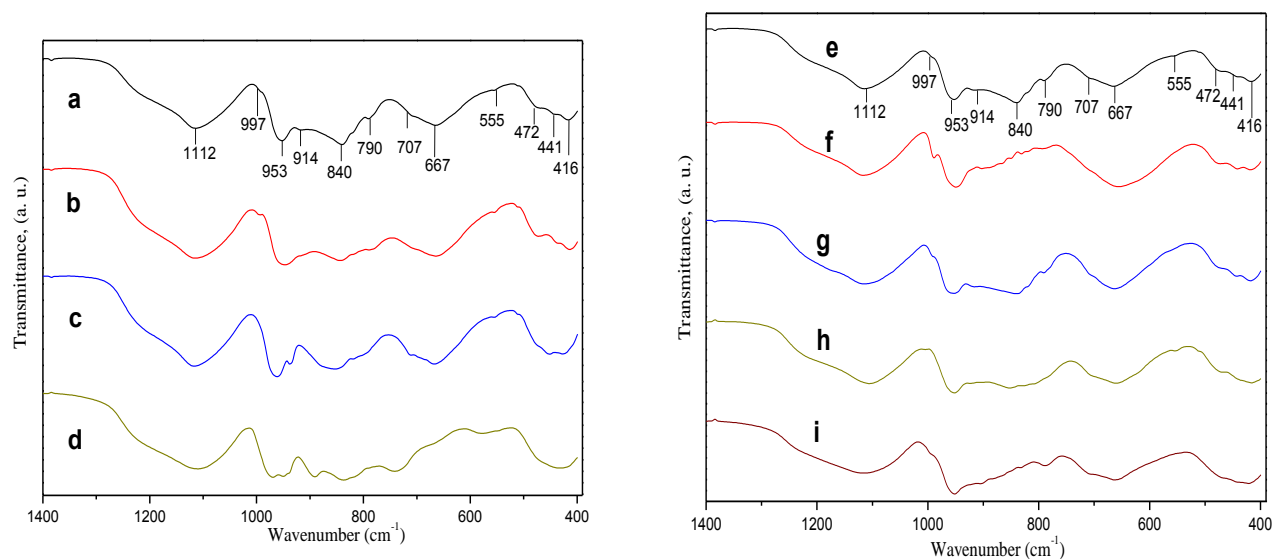 a
1112
997
953
914
840
790
707
667
555
472
441
416
b
c
d
Transmittance, (a. u.)
1400
1200
1000
800
600
400
Wavenumber (cm⁻¹)
e
1112
997
953
914
840
790
707
667
555
472
441
416
f
g
h
i
Transmittance, (a. u.)
1400
1200
1000
800
600
400
Wavenumber (cm⁻¹)